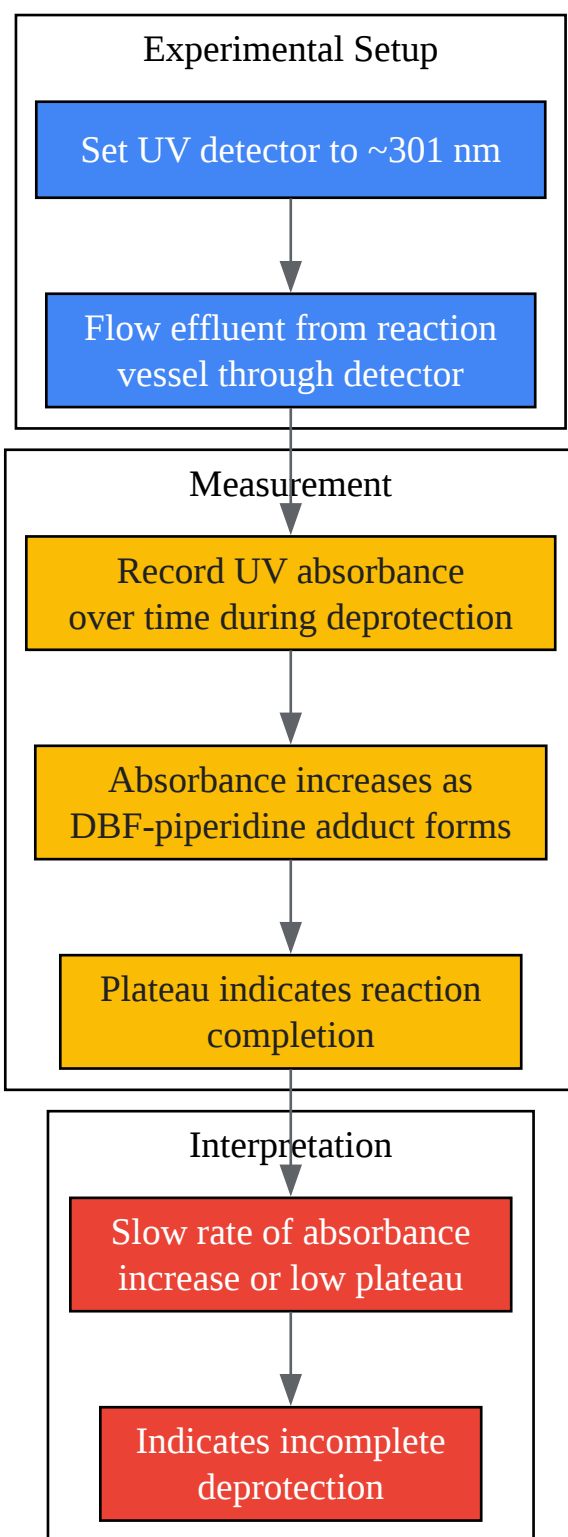 Experimental Setup
Set UV detector to ~301 nm
Flow effluent from reaction
vessel through detector
Measurement
Record UV absorbance
over time during deprotection
Absorbance increases as
DBF-piperidine adduct forms
Plateau indicates reaction
completion
Interpretation
Slow rate of absorbance
increase or low plateau
Indicates incomplete
deprotection